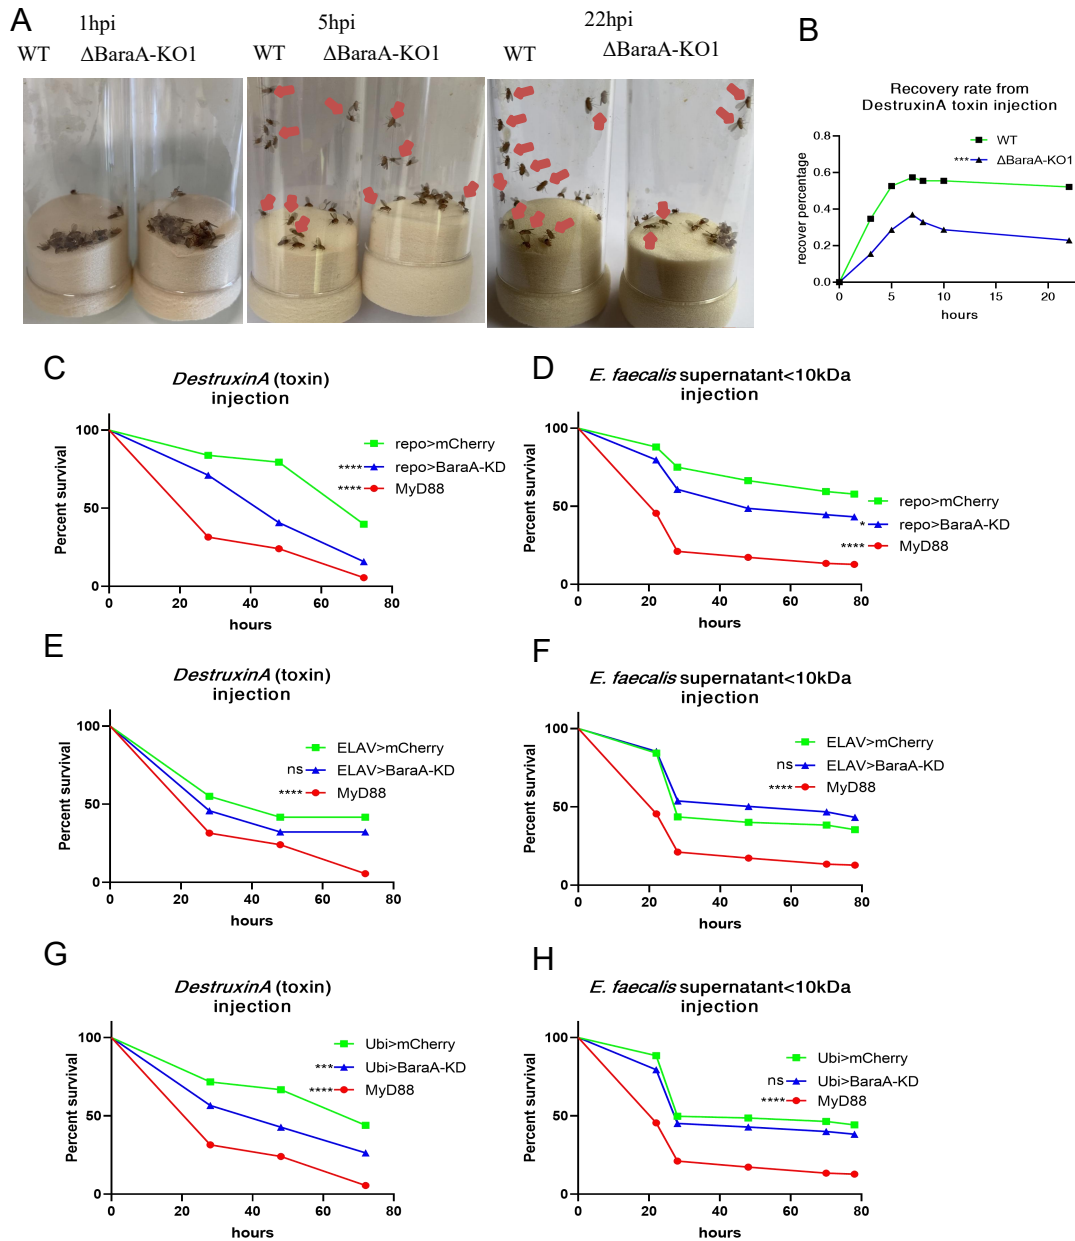 A
1hpi
5hpi
22hpi
WT
ΔBaraA-KO1
WT
ΔBaraA-KO1
WT
ΔBaraA-KO1
B
Recovery rate from
DestruxinA toxin injection
WT
*** ΔBaraA-KO1
recover percentage
0.8
0.6
0.4
0.2
0.0
0 5 10 15 20
hours
C
DestruxinA (toxin)
injection
Percent survival
100
50
0
repo>mCherry
**** repo>BaraA-KD
**** MyD88
0 20 40 60 80
hours
D
E. faecalis supernatant<10kDa
injection
Percent survival
100
50
0
repo>mCherry
* repo>BaraA-KD
**** MyD88
0 20 40 60 80
hours
E
DestruxinA (toxin)
injection
Percent survival
100
50
0
ELAV>mCherry
ns ELAV>BaraA-KD
**** MyD88
0 20 40 60 80
hours
F
E. faecalis supernatant<10kDa
injection
Percent survival
100
50
0
ELAV>mCherry
ns ELAV>BaraA-KD
**** MyD88
0 20 40 60 80
hours
G
DestruxinA (toxin)
injection
Percent survival
100
50
0
Ubi>mCherry
*** Ubi>BaraA-KD
**** MyD88
0 20 40 60 80
hours
H
E. faecalis supernatant<10kDa
injection
Percent survival
100
50
0
Ubi>mCherry
ns Ubi>BaraA-KD
**** MyD88
0 20 40 60 80
hours